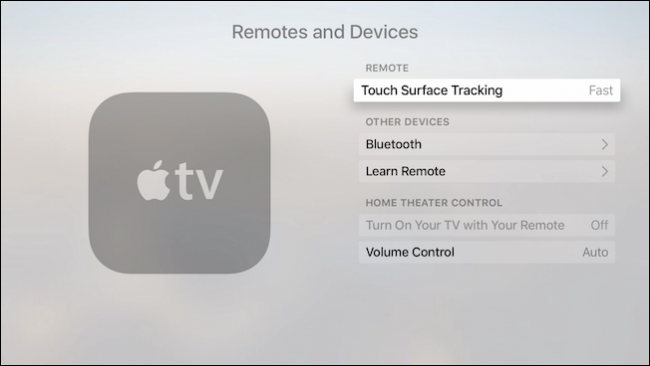 Remotes and Devices
REMOTE
Touch Surface Tracking Fast
OTHER DEVICES
Bluetooth
Learn Remote
HOME THEATER CONTROL
Turn On Your TV with Your Remote Off
Volume Control Auto
tv